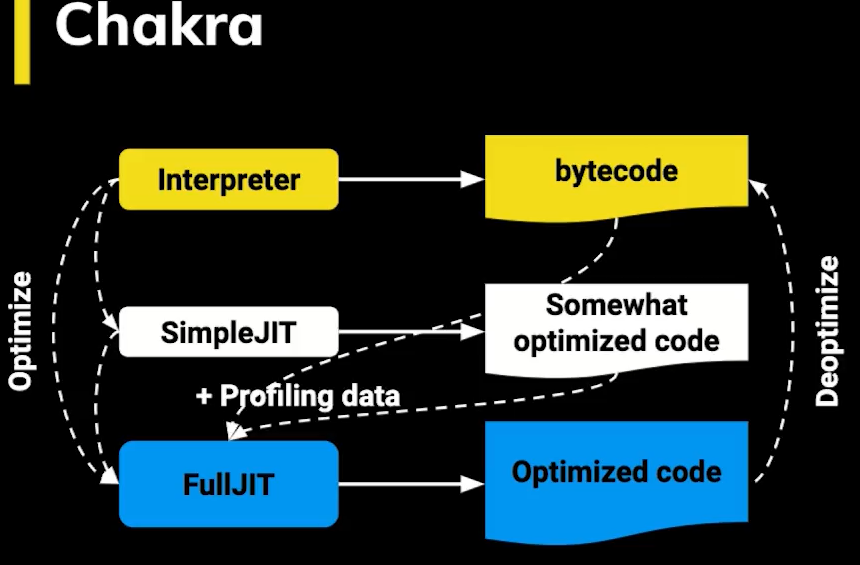 Chakra
Interpreter
bytecode
Optimize
SimpleJIT
Somewhat
optimized code
Deoptimize
+ Profiling data
FullJIT
Optimized code